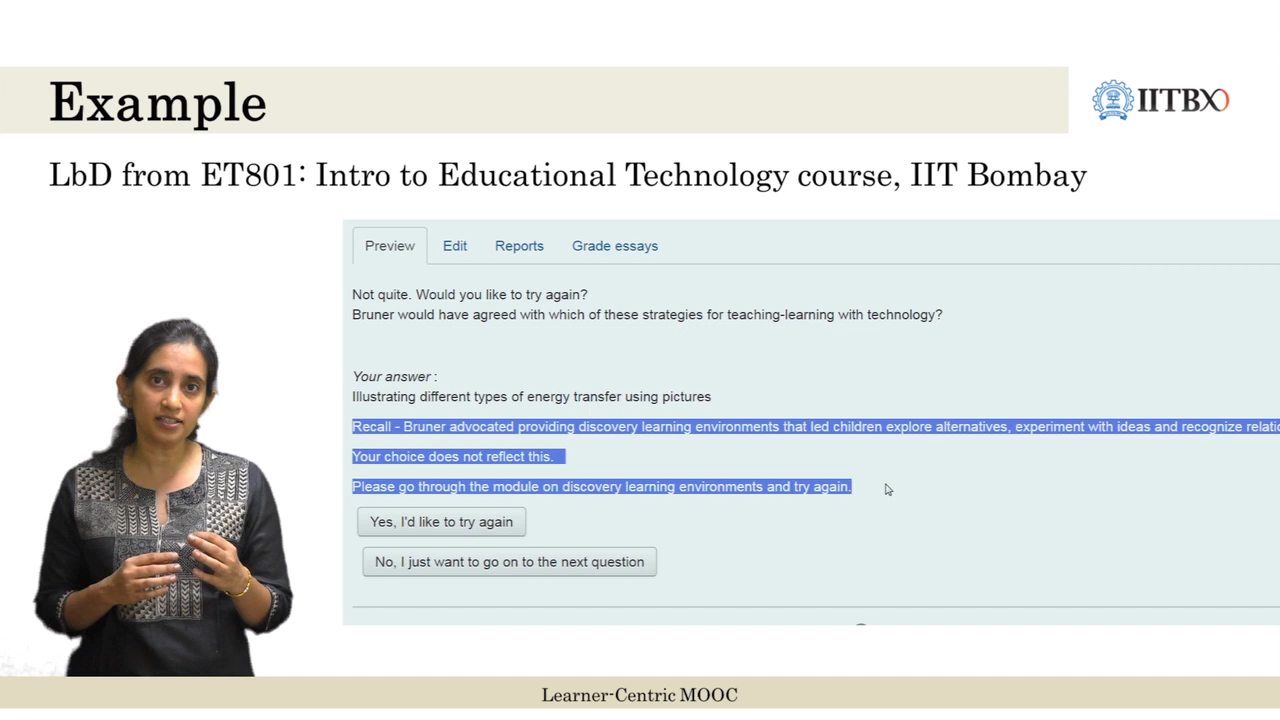 Example
IITBX
LbD from ET801: Intro to Educational Technology course, IIT Bombay
Preview Edit Reports Grade essays
Not quite. Would you like to try again?
Bruner would have agreed with which of these strategies for teaching-learning with technology?
Your answer :
Illustrating different types of energy transfer using pictures
Recall - Bruner advocated providing discovery learning environments that led children explore alternatives, experiment with ideas and recognize
Your choice does not reflect this.
Please go through the module on discovery learning environments and try again.
Yes, I'd like to try again
No, I just want to go on to the next question
Learner-Centric MOOC